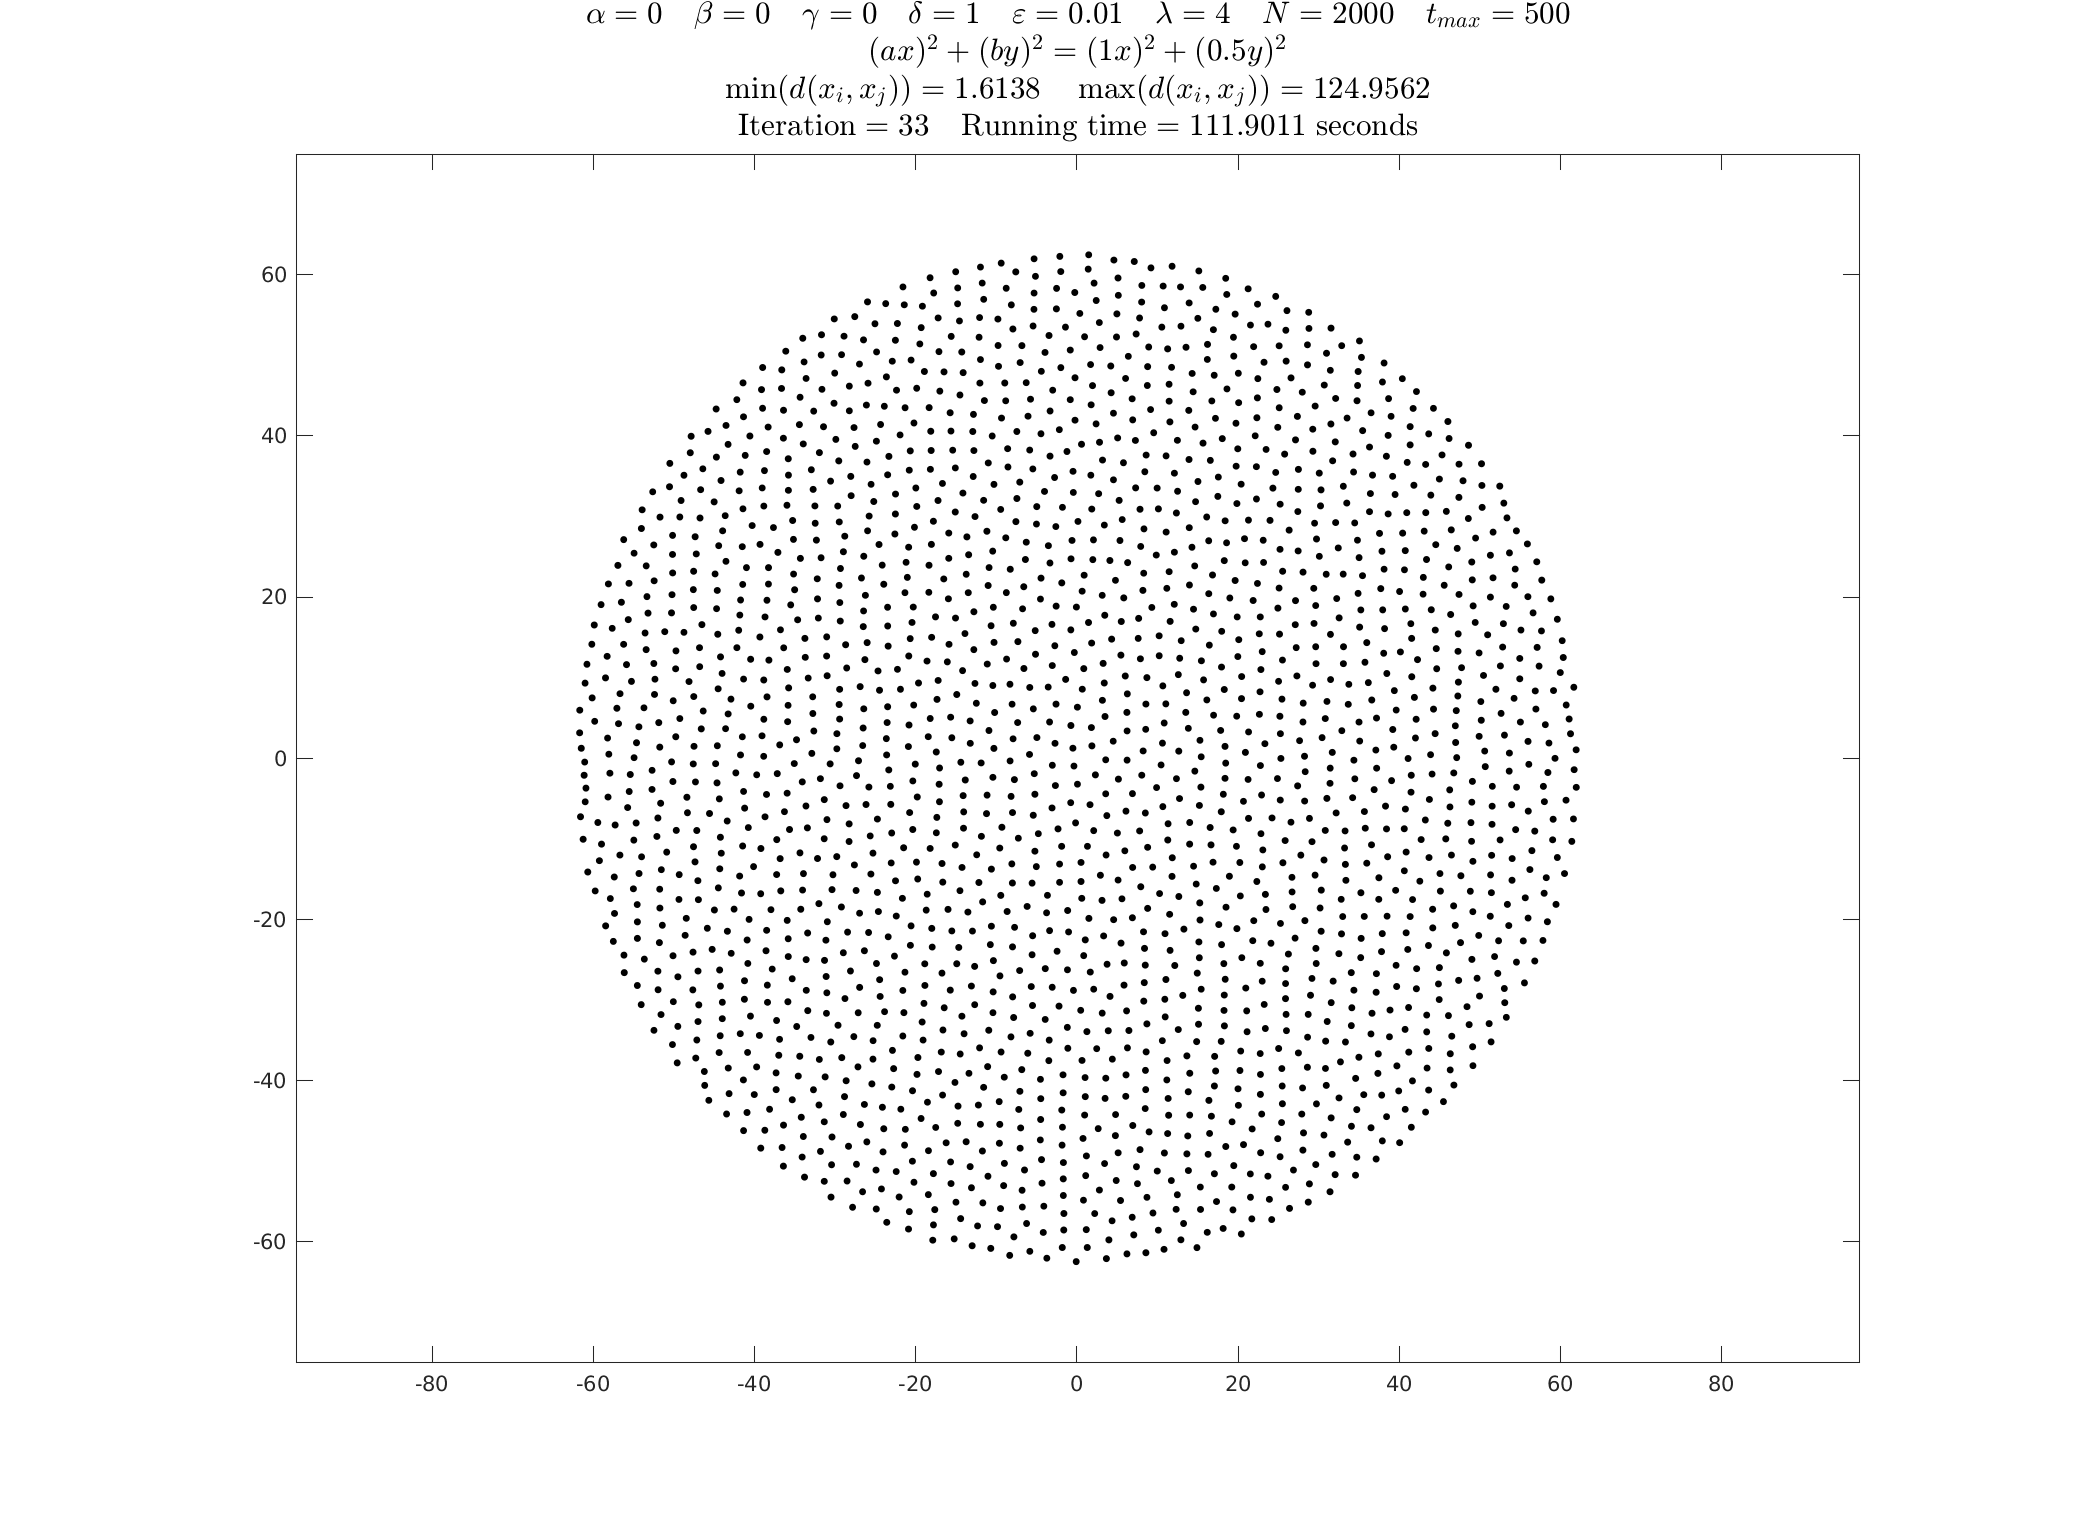 α = 0 β = 0 γ = 0 δ = 1 ε = 0.01 λ = 4 N = 2000 t_{max} = 500
(ax)² + (by)² = (1x)² + (0.5y)²
min(d(x_i, x_j)) = 1.6138 max(d(x_i, x_j)) = 124.9562
Iteration = 33 Running time = 111.9011 seconds
60
40
20
0
-20
-40
-60
-80 -60 -40 -20 0 20 40 60 80